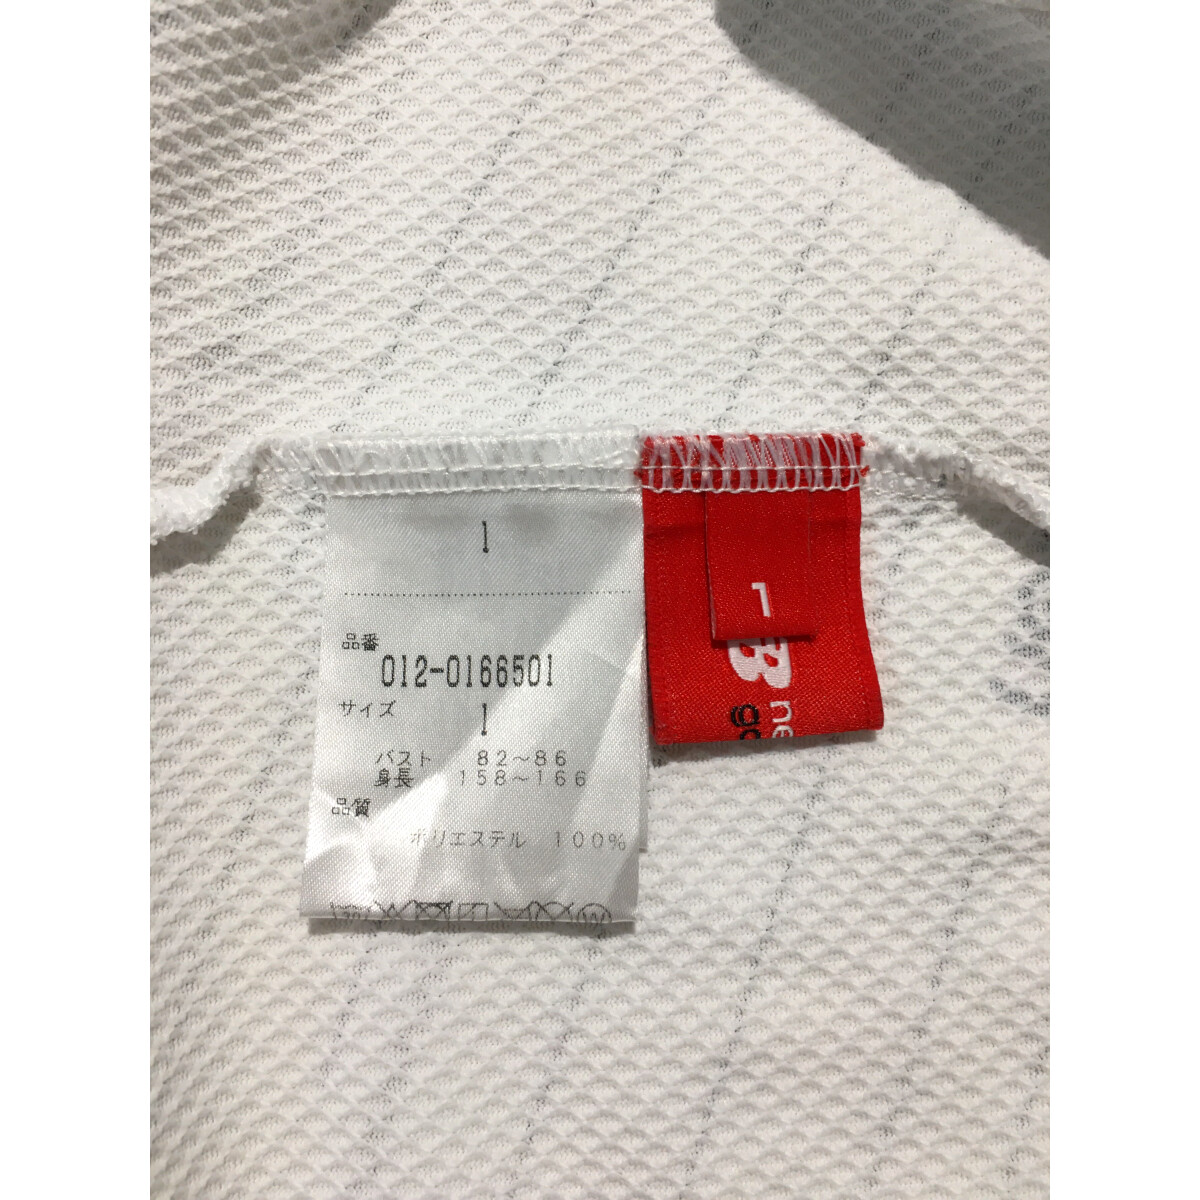 1
品番
012-0166501
サイズ
1
バスト 82~86
身長 158~166
品質
ポリエステル 100%
1